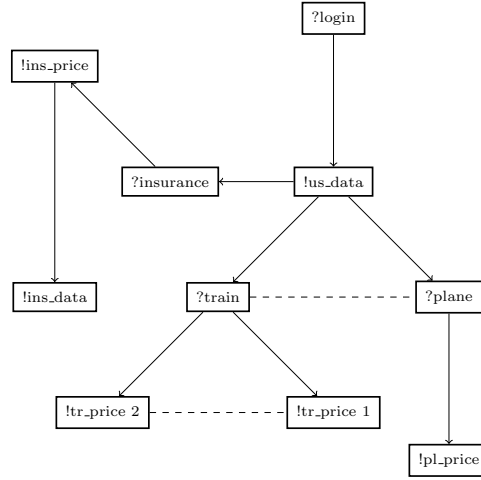 ?login
!ins_price
?insurance
!us_data
!ins_data
?train
?plane
!tr_price 2
!tr_price 1
!pl_price